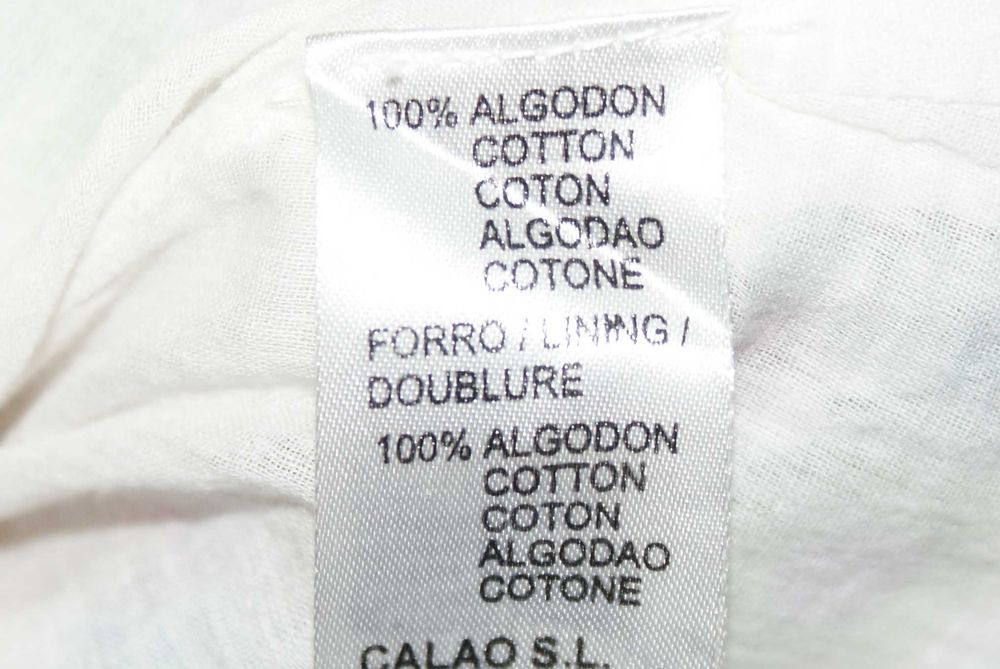 100% ALGODON
COTTON
COTON
ALGODAO
COTONE
FORRO / LINING /
DOUBLURE
100% ALGODON
COTTON
COTON
ALGODAO
COTONE
CALAO S.L.